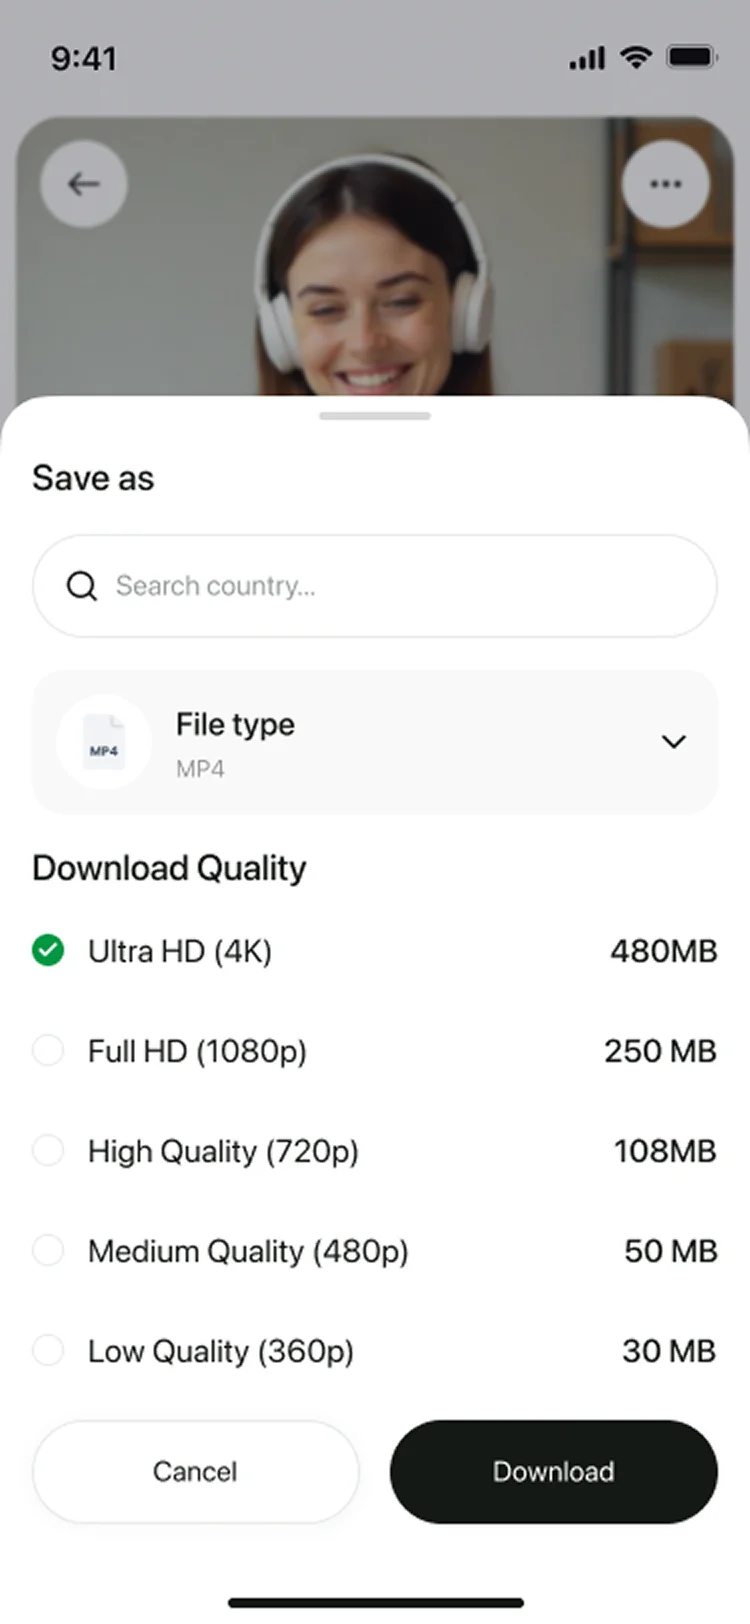 9:41
Save as
Search country...
File type
MP4
MP4
Download Quality
Ultra HD (4K) 480MB
Full HD (1080p) 250 MB
High Quality (720p) 108MB
Medium Quality (480p) 50 MB
Low Quality (360p) 30 MB
Cancel Download